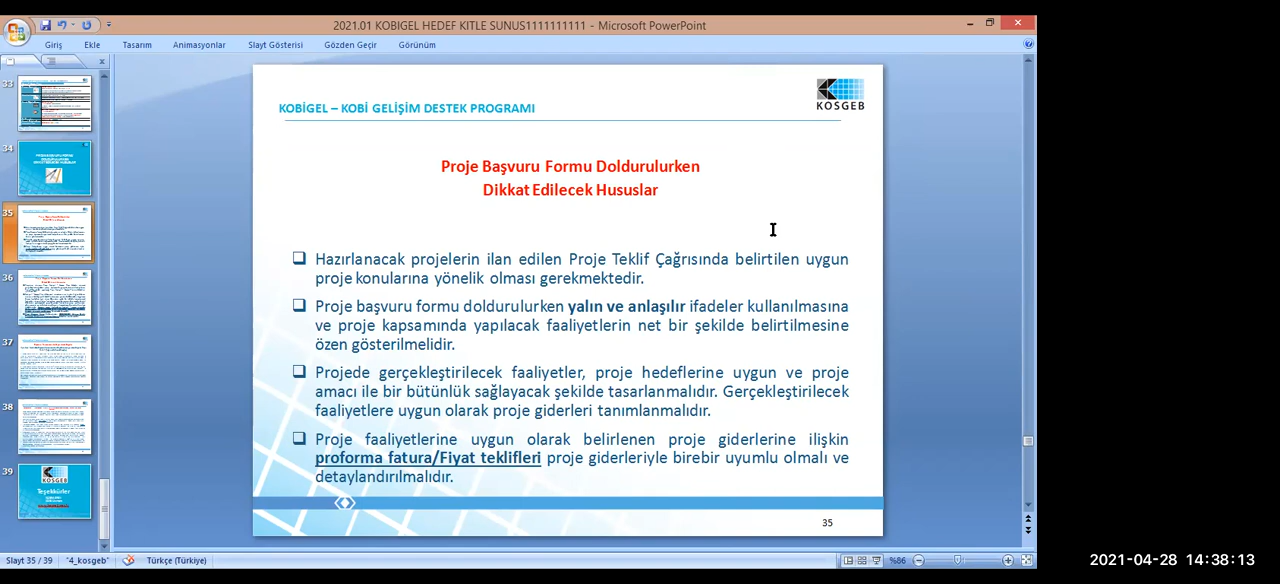 2021.01 KOBIGEL HEDEF KITLE SUNUS1111111111 - Microsoft PowerPoint
Giriş Ekle Tasarım Animasyonlar Slayt Gösterisi Gözden Geçir Görünüm
33
34
35
36
37
38
39
KOSGEB
Teşekkürler
KOBİGEL – KOBİ GELİŞİM DESTEK PROGRAMI
KOSGEB
Proje Başvuru Formu Doldurulurken
Dikkat Edilecek Hususlar
Hazırlanacak projelerin ilan edilen Proje Teklif Çağrısında belirtilen uygun
proje konularına yönelik olması gerekmektedir.
Proje başvuru formu doldurulurken yalın ve anlaşılır ifadeler kullanılmasına
ve proje kapsamında yapılacak faaliyetlerin net bir şekilde belirtilmesine
özen gösterilmelidir.
Projede gerçekleştirilecek faaliyetler, proje hedeflerine uygun ve proje
amacı ile bir bütünlük sağlayacak şekilde tasarlanmalıdır. Gerçekleştirilecek
faaliyetlere uygun olarak proje giderleri tanımlanmalıdır.
Proje faaliyetlerine uygun olarak belirlenen proje giderlerine ilişkin
proforma fatura/Fiyat teklifleri proje giderleriyle birebir uyumlu olmalı ve
detaylandırılmalıdır.
35
Slayt 35 / 39 "4_kosgeb" Türkçe (Türkiye) %86
2021-04-28 14:38:13